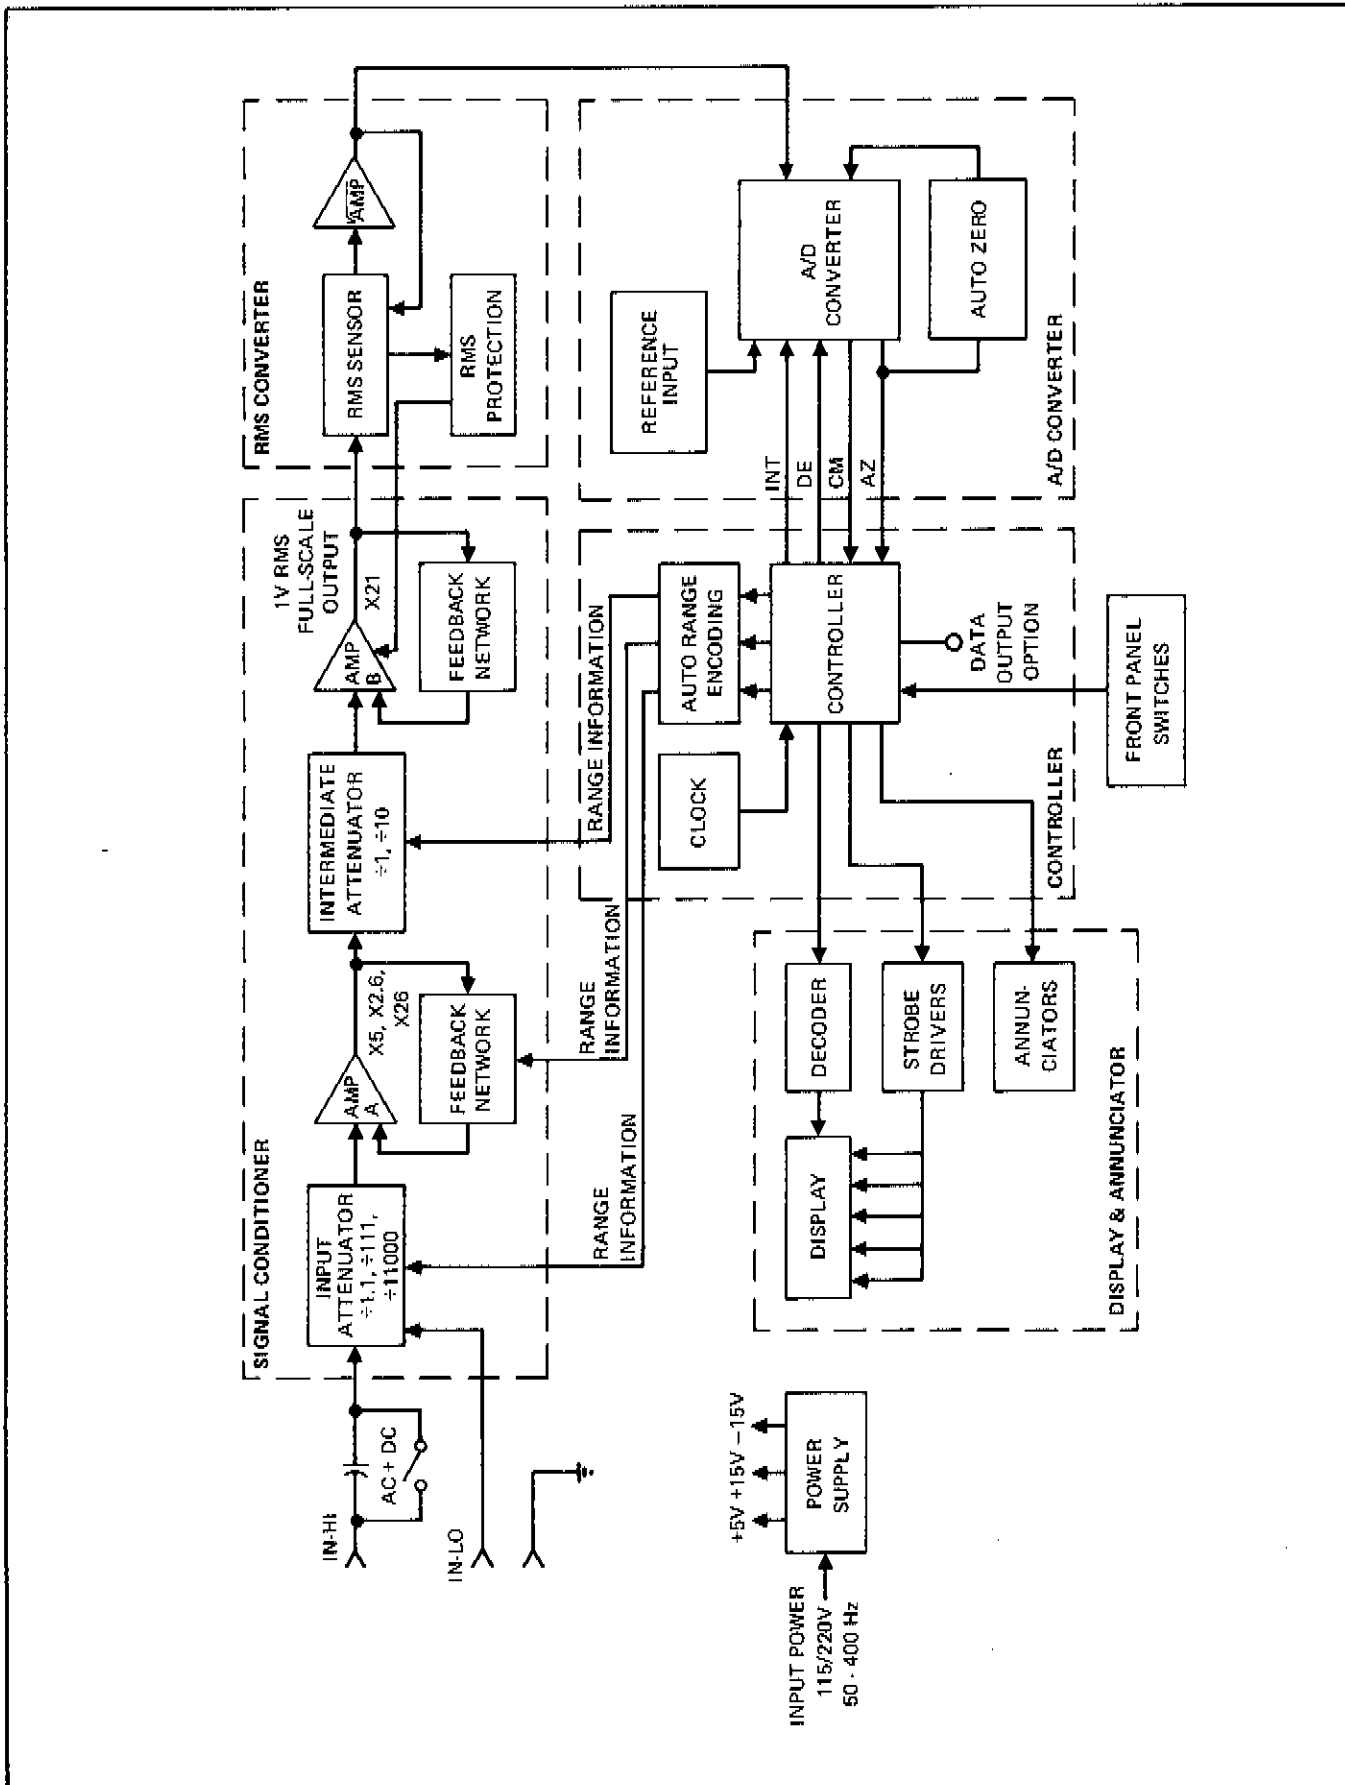 SIGNAL CONDITIONER
IN-HI
AC + DC
IN-LO
INPUT
ATTENUATOR
÷1.1, ÷111,
÷11000
AMP
A
X5, X2.6,
X26
FEEDBACK
NETWORK
INTERMEDIATE
ATTENUATOR
÷1, ÷10
AMP
B
X21
1V RMS
FULL-SCALE
OUTPUT
FEEDBACK
NETWORK
RMS CONVERTER
RMS SENSOR
AMP
RMS
PROTECTION
RANGE
INFORMATION
RANGE
INFORMATION
RANGE INFORMATION
CLOCK
AUTO RANGE
ENCODING
CONTROLLER
DATA
OUTPUT
OPTION
CONTROLLER
FRONT PANEL
SWITCHES
INT
DE
CM
AZ
REFERENCE
INPUT
A/D
CONVERTER
AUTO ZERO
A/D CONVERTER
DISPLAY
DECODER
STROBE
DRIVERS
ANNUN-
CIATORS
DISPLAY & ANNUNCIATOR
+5V +15V −15V
POWER
SUPPLY
INPUT POWER
115/220V
50 - 400 Hz